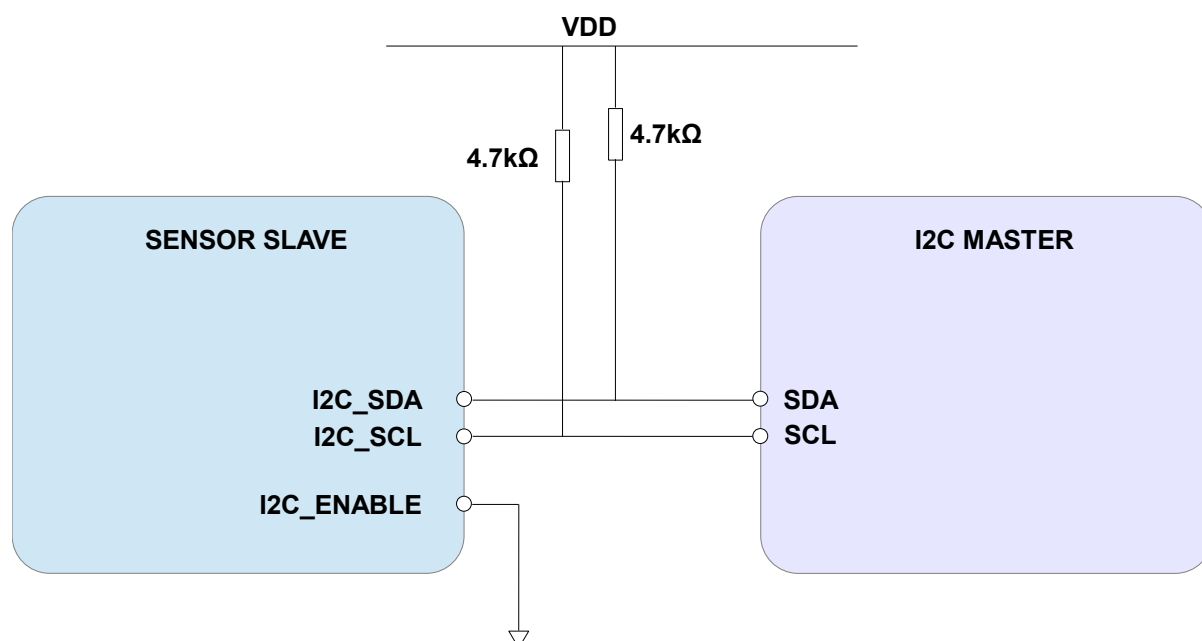 VDD
4.7kΩ
4.7kΩ
SENSOR SLAVE
I2C MASTER
I2C_SDA
SDA
I2C_SCL
SCL
I2C_ENABLE